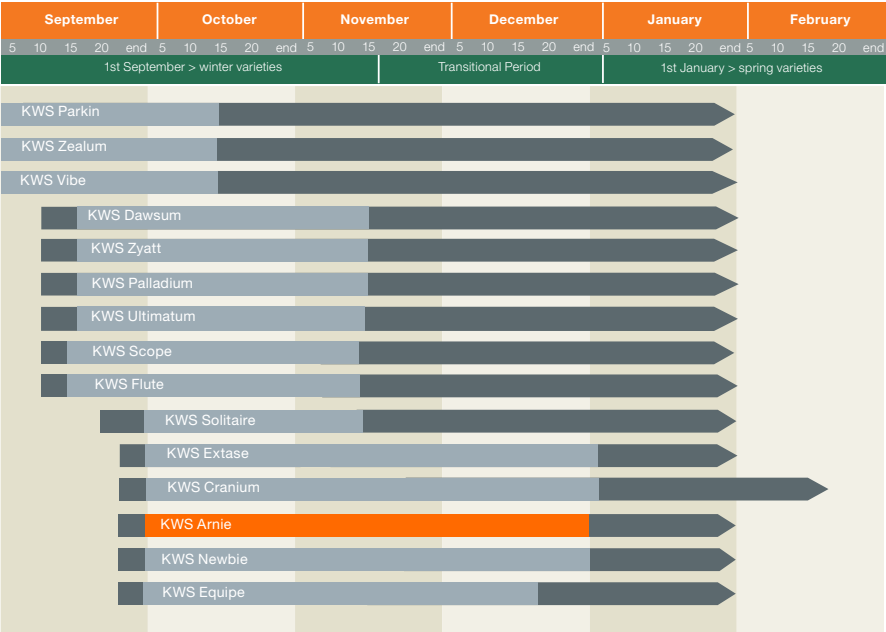 September October November December January February
5 10 15 20 end 5 10 15 20 end 5 10 15 20 end 5 10 15 20 end 5 10 15 20 end 5 10 15 20 end
1st September > winter varieties Transitional Period 1st January > spring varieties
KWS Parkin
KWS Zealum
KWS Vibe
KWS Dawsum
KWS Zyatt
KWS Palladium
KWS Ultimatum
KWS Scope
KWS Flute
KWS Solitaire
KWS Extase
KWS Cranium
KWS Arnie
KWS Newbie
KWS Equipe